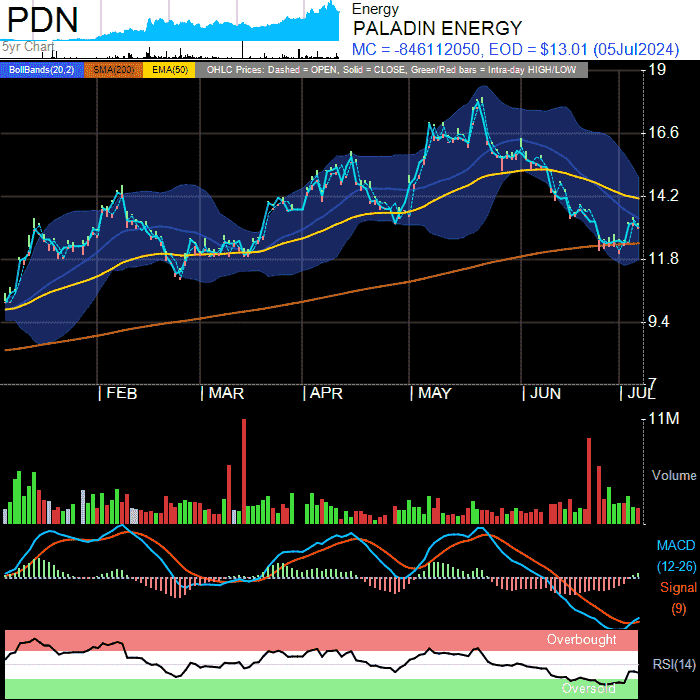 PDN
5yr Chart
Energy
PALADIN ENERGY
MC = -846112050, EOD = $13.01 (05Jul2024)
BollBands(20,2) SMA(200) EMA(50) OHLC Prices: Dashed = OPEN, Solid = CLOSE, Green/Red bars = Intra-day HIGH/LOW
19
16.6
14.2
11.8
9.4
7
FEB MAR APR MAY JUN JUL
11M
Volume
MACD
(12-26)
Signal
(9)
Overbought
RSI(14)
Oversold